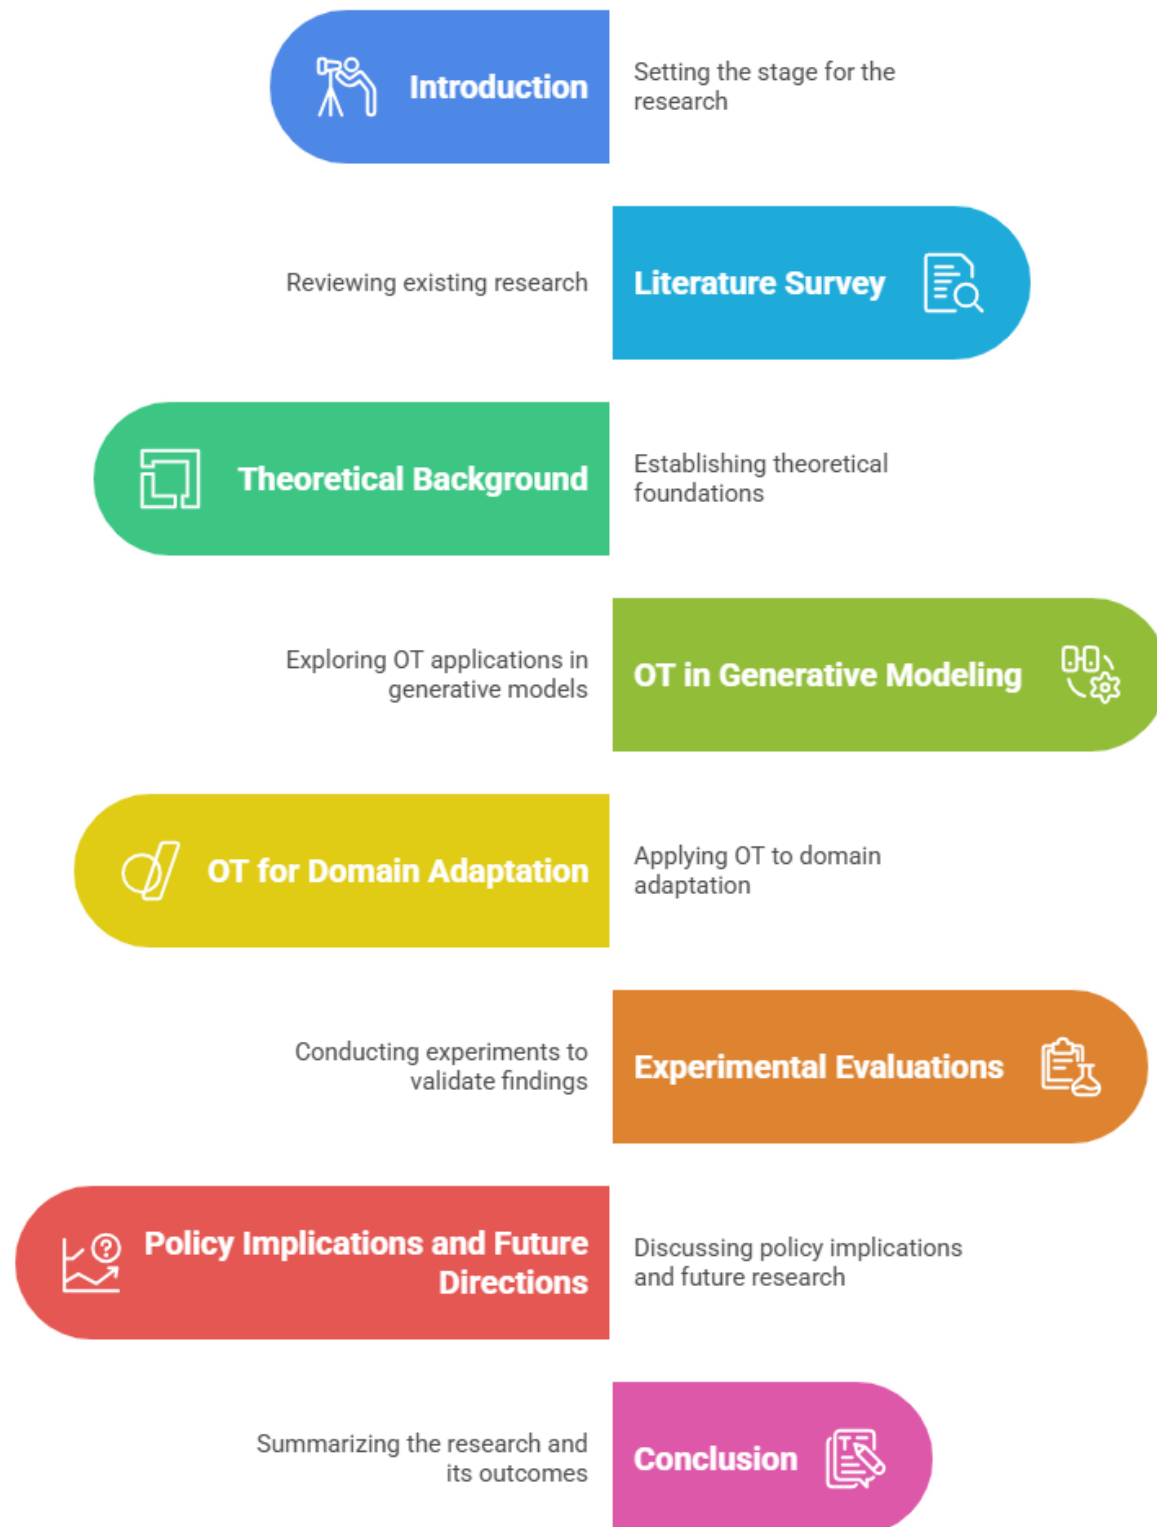 Introduction
Setting the stage for the
research
Reviewing existing research
Literature Survey
Theoretical Background
Establishing theoretical
foundations
Exploring OT applications in
generative models
OT in Generative Modeling
OT for Domain Adaptation
Applying OT to domain
adaptation
Conducting experiments to
validate findings
Experimental Evaluations
Policy Implications and Future
Directions
Discussing policy implications
and future research
Summarizing the research and
its outcomes
Conclusion